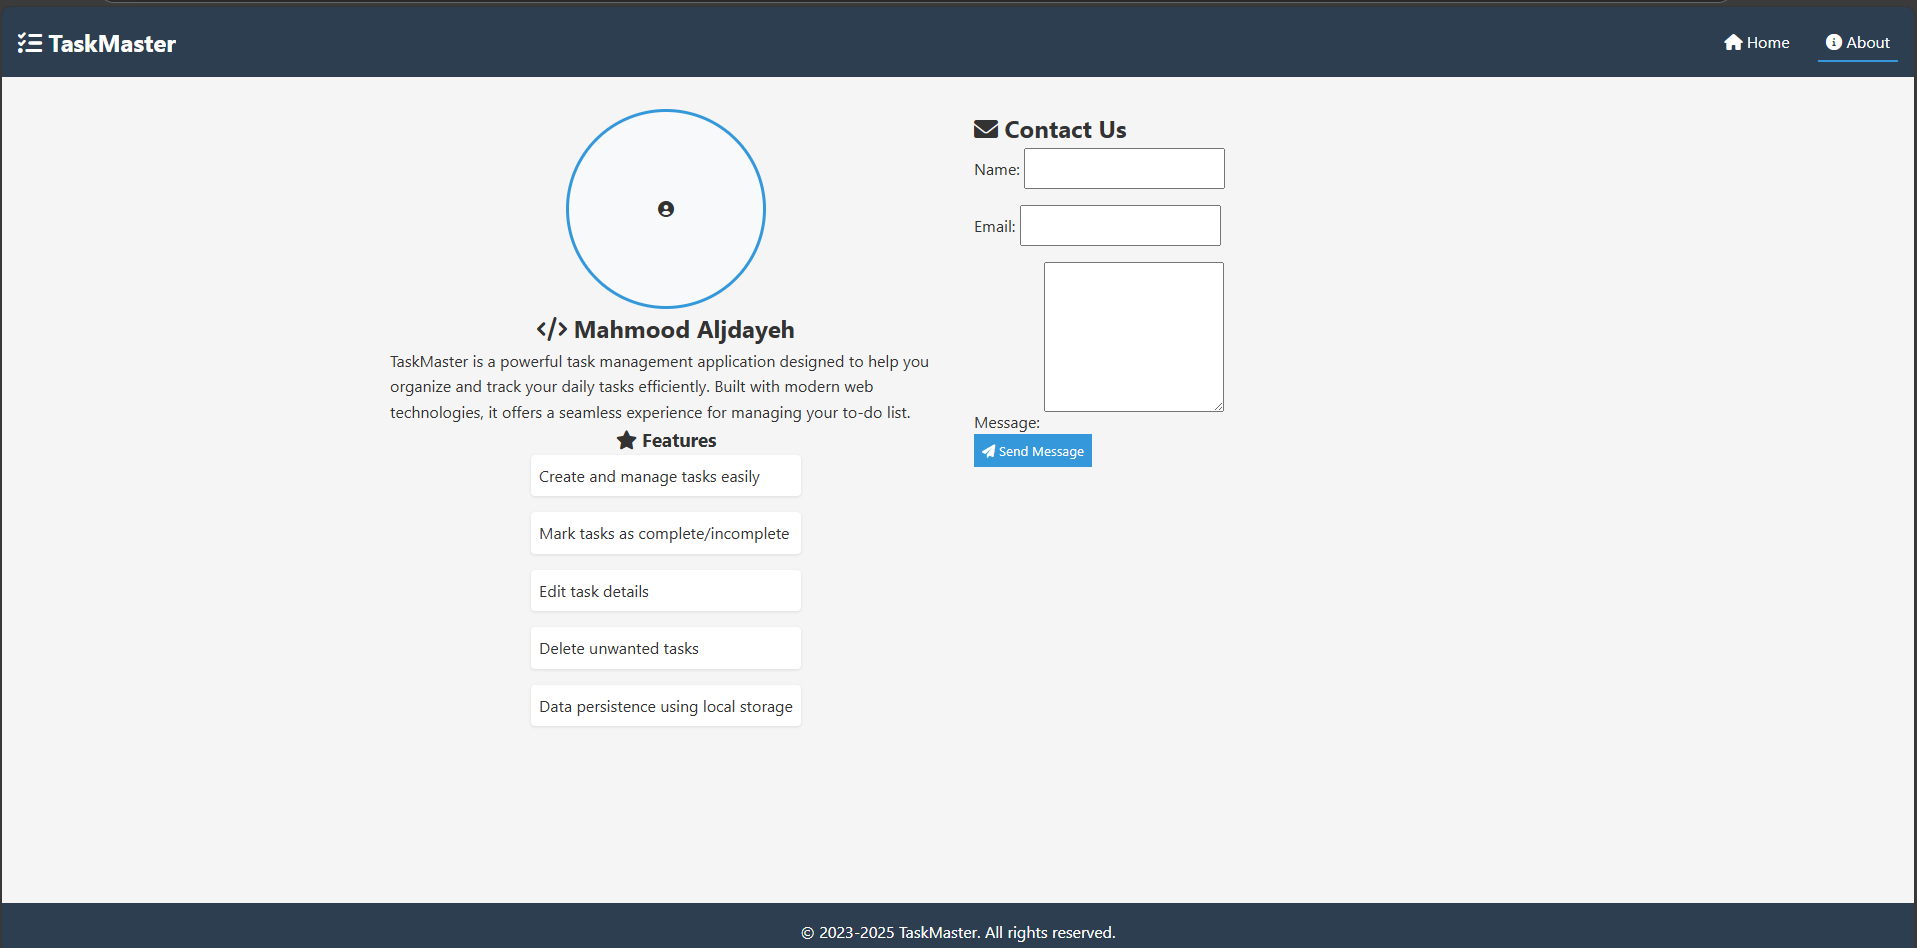 TaskMaster
Home
About
Mahmood Aljdayeh
TaskMaster is a powerful task management application designed to help you
organize and track your daily tasks efficiently. Built with modern web
technologies, it offers a seamless experience for managing your to-do list.
Features
Create and manage tasks easily
Mark tasks as complete/incomplete
Edit task details
Delete unwanted tasks
Data persistence using local storage
Contact Us
Name:
Email:
Message:
Send Message
© 2023-2025 TaskMaster. All rights reserved.